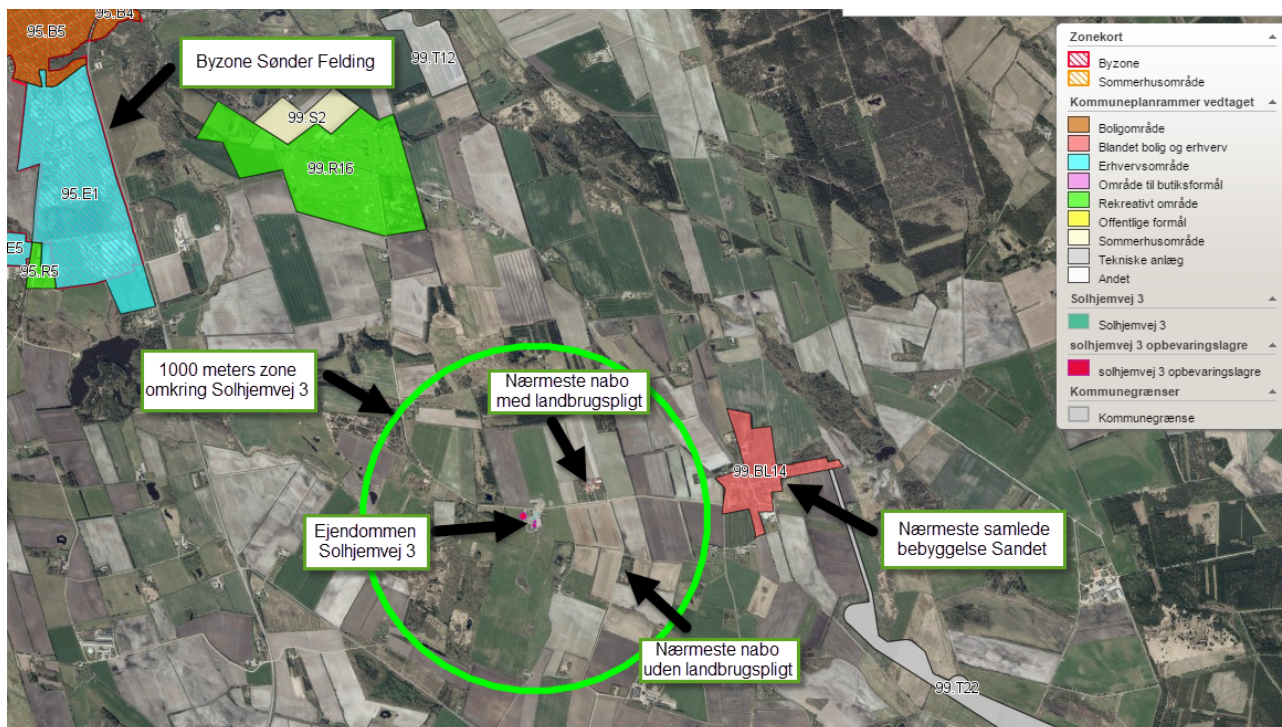 95.B5
95.B4
99.T12
Byzone Sønder Felding
99.S2
99.R16
95.E1
E5
95.R5
1000 meters zone
omkring Solhjemvej 3
Nærmeste nabo
med landbrugspligt
99.BL14
Ejendommen
Solhjemvej 3
Nærmeste samlede
bebyggelse Sandet
Nærmeste nabo
uden landbrugspligt
99.T22
Zonekort
Byzone
Sommerhusområde
Kommuneplanrammer vedtaget
Boligområde
Blandet bolig og erhverv
Erhvervsområde
Område til butiksformål
Rekreativt område
Offentlige formål
Sommerhusområde
Tekniske anlæg
Andet
Solhjemvej 3
Solhjemvej 3
solhjemvej 3 opbevaringslagre
solhjemvej 3 opbevaringslagre
Kommunegrænser
Kommunegrænse